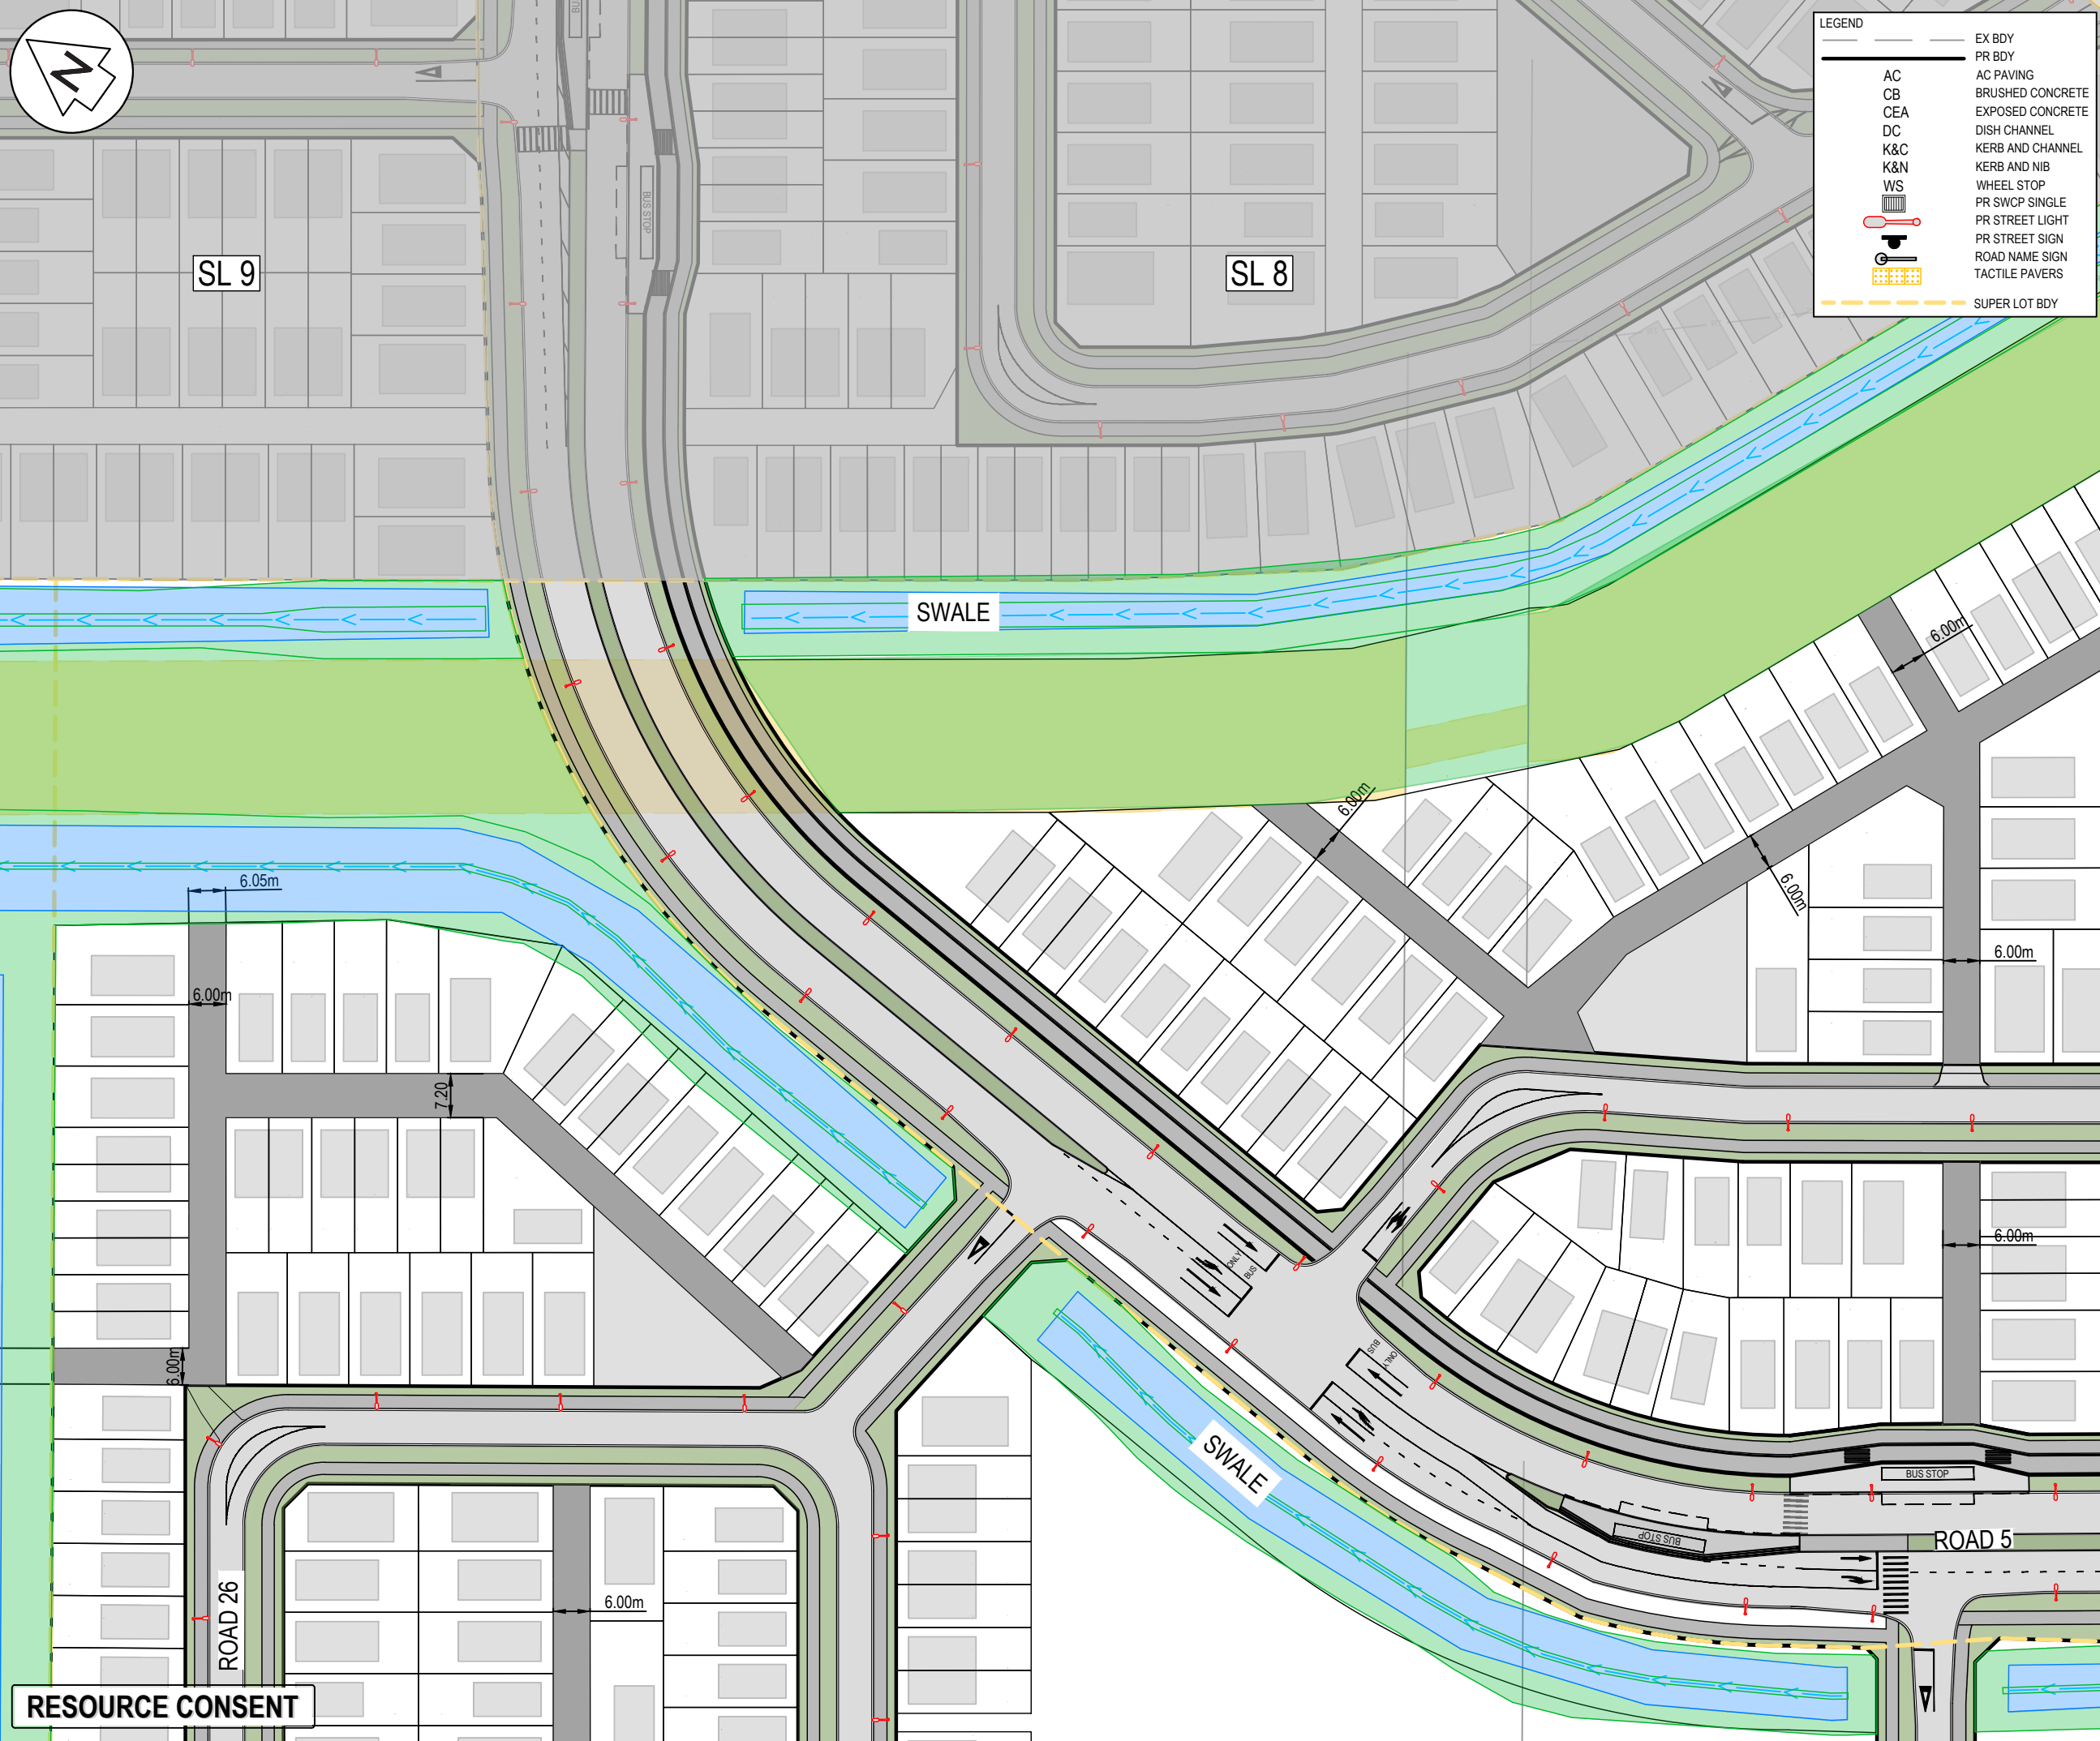 N
LEGEND
EX BDY
PR BDY
AC AC PAVING
CB BRUSHED CONCRETE
CEA EXPOSED CONCRETE
DC DISH CHANNEL
K&C KERB AND CHANNEL
K&N KERB AND NIB
WS WHEEL STOP
PR SWCP SINGLE
PR STREET LIGHT
PR STREET SIGN
ROAD NAME SIGN
TACTILE PAVERS
SUPER LOT BDY
BU
BUS STOP
SL 9
SL 8
SWALE
6.00m
6.00m
6.05m
6.00m
6.00m
6.00m
7.20
6.00m
ONLY
BUS
BUS
ONLY
6.00m
SWALE
BUS STOP
BUS STOP
ROAD 5
ROAD 26
6.00m
RESOURCE CONSENT